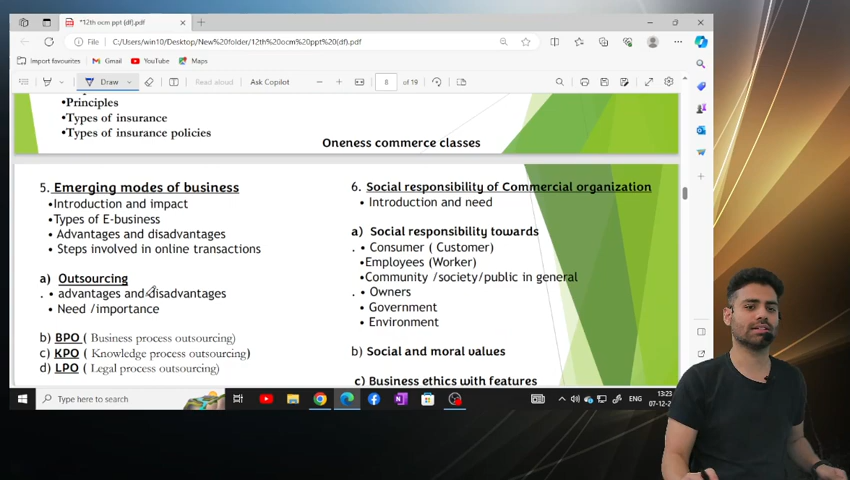 *12th ocm ppt (df).pdf
File
C:/Users/win10/Desktop/New%20folder/12th%20ocm%20ppt%20(df).pdf
Import favourites
Gmail
YouTube
Maps
Draw
Read aloud
Ask Copilot
8
of 19
•Principles
•Types of insurance
•Types of insurance policies
Oneness commerce classes
5. Emerging modes of business
•Introduction and impact
•Types of E-business
• Advantages and disadvantages
• Steps involved in online transactions
a) Outsourcing
. • advantages and disadvantages
• Need /importance
b) BPO ( Business process outsourcing)
c) KPO ( Knowledge process outsourcing)
d) LPO ( Legal process outsourcing)
6. Social responsibility of Commercial organization
• Introduction and need
a) Social responsibility towards
. • Consumer ( Customer)
•Employees (Worker)
•Community /society/public in general
. • Owners
• Government
• Environment
b) Social and moral values
c) Business ethics with features
Type here to search
ENG
13:23